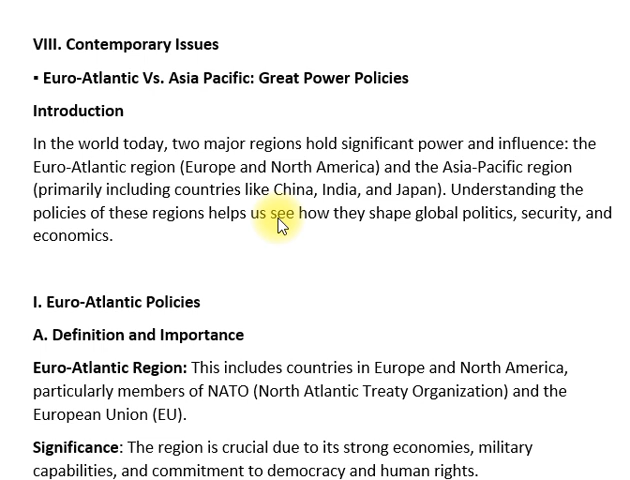 VIII. Contemporary Issues
▪ Euro-Atlantic Vs. Asia Pacific: Great Power Policies
Introduction
In the world today, two major regions hold significant power and influence: the
Euro-Atlantic region (Europe and North America) and the Asia-Pacific region
(primarily including countries like China, India, and Japan). Understanding the
policies of these regions helps us see how they shape global politics, security, and
economics.
I. Euro-Atlantic Policies
A. Definition and Importance
Euro-Atlantic Region: This includes countries in Europe and North America,
particularly members of NATO (North Atlantic Treaty Organization) and the
European Union (EU).
Significance: The region is crucial due to its strong economies, military
capabilities, and commitment to democracy and human rights.